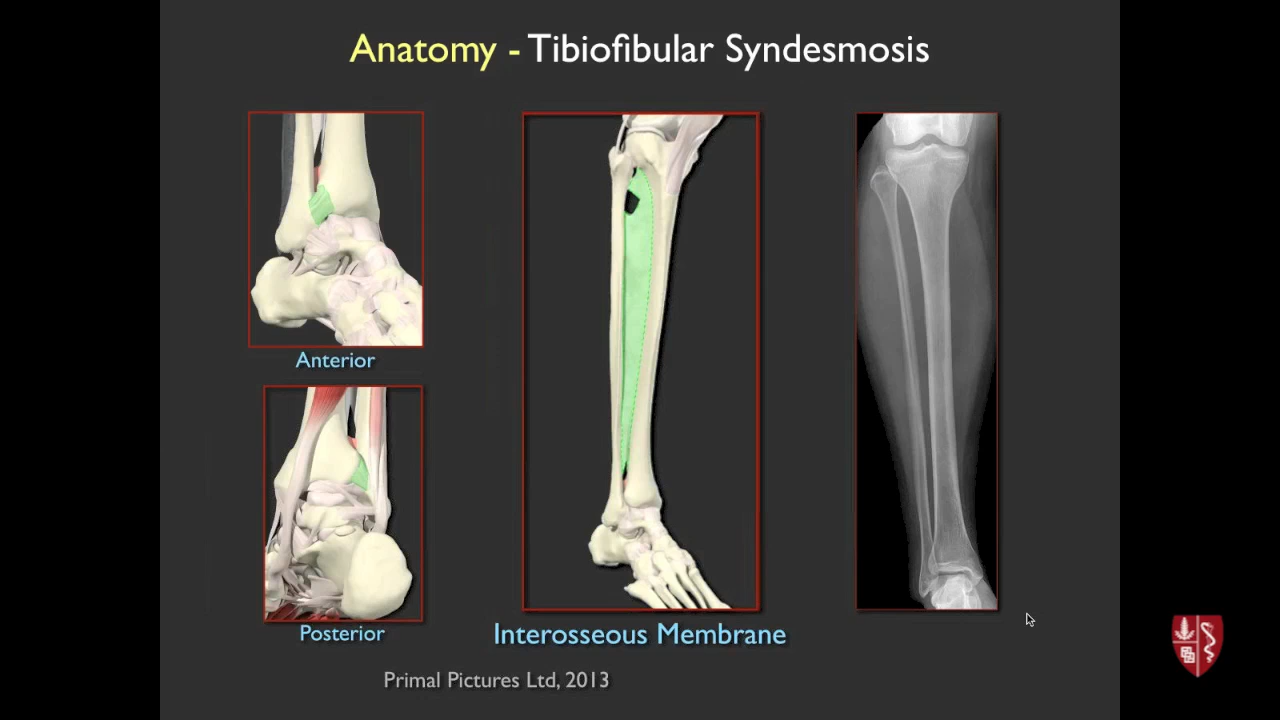 Anatomy - Tibiofibular Syndesmosis
Anterior
Posterior
Interosseous Membrane
Primal Pictures Ltd, 2013